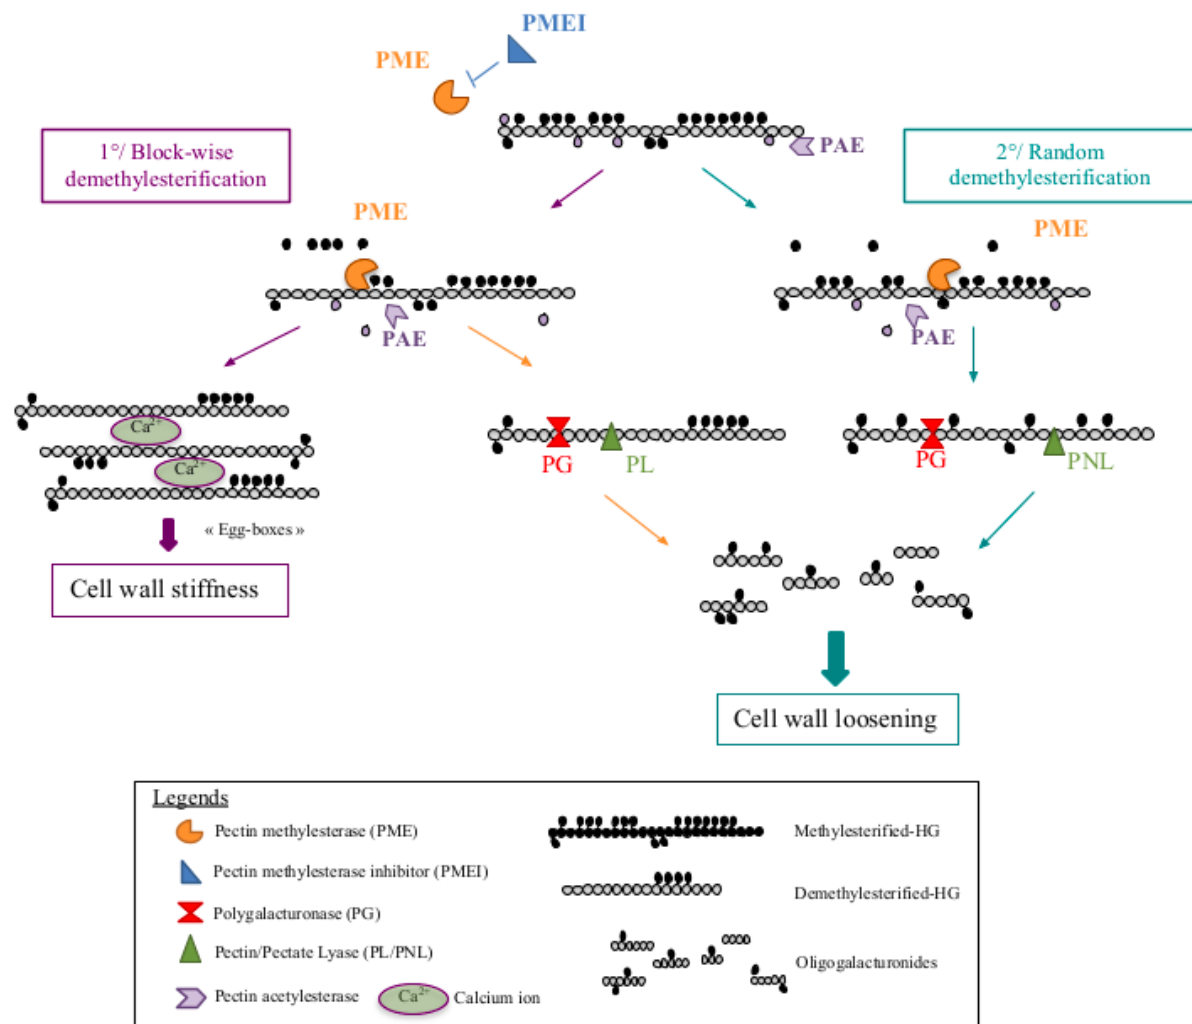 PMEI
PME
1°/ Block-wise
demethylesterification
PAE
2°/ Random
demethylesterification
PME
PME
PAE
PAE
Ca2+
Ca2+
« Egg-boxes »
Cell wall stiffness
PG
PL
PG
PNL
Cell wall loosening
Legends
Pectin methylesterase (PME)
Methylesterified-HG
Pectin methylesterase inhibitor (PMEI)
Demethylesterified-HG
Polygalacturonase (PG)
Pectin/Pectate Lyase (PL/PNL)
Oligogalacturonides
Pectin acetylesterase
Ca2+
Calcium ion